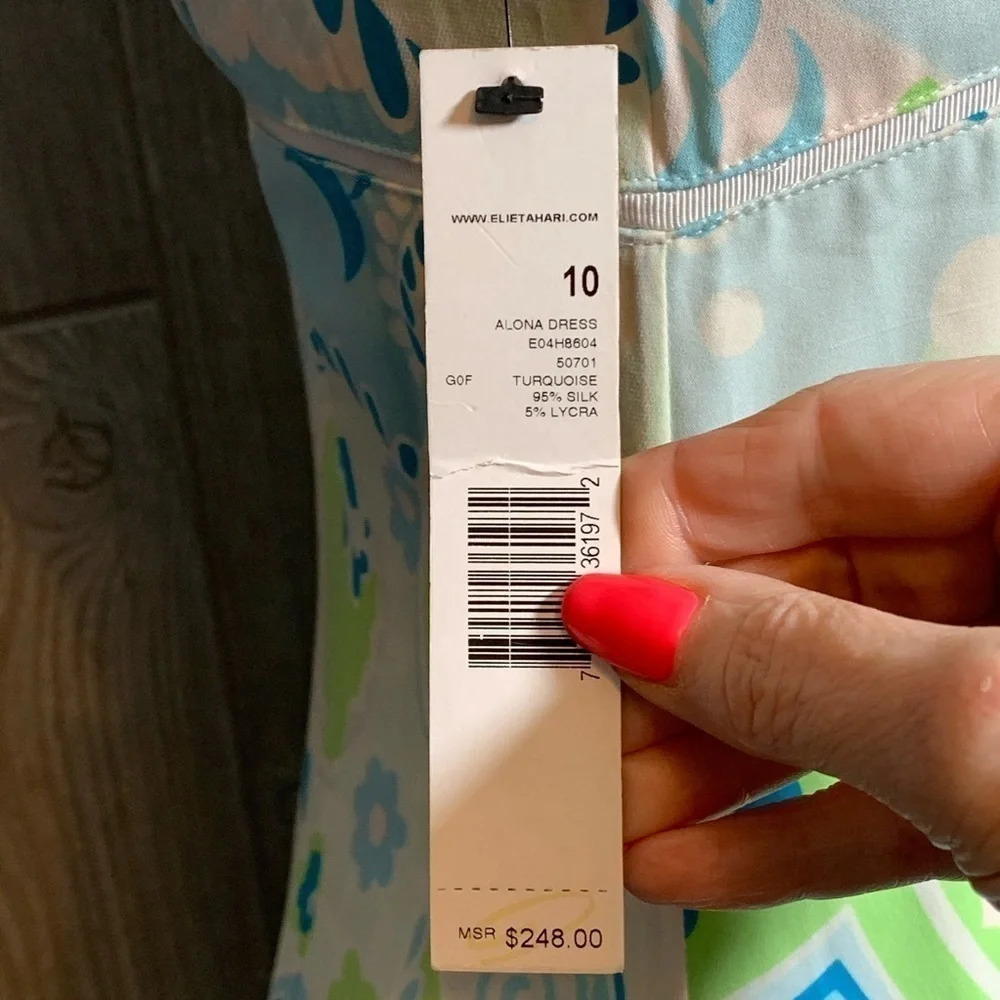 WWW.ELIETAHARI.COM
10
ALONA DRESS
E04H8604
50701
G0F TURQUOISE
95% SILK
5% LYCRA
7 36197 2
MSR $248.00